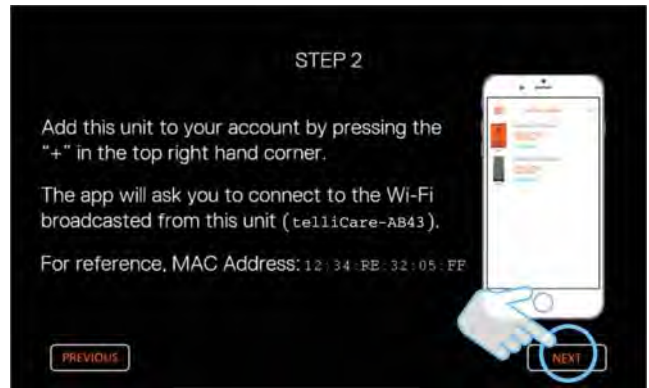 STEP 2
Add this unit to your account by pressing the
"+" in the top right hand corner.
The app will ask you to connect to the Wi-Fi
broadcasted from this unit (telliCare-AB43).
For reference, MAC Address: 12:34:RE:32:05:FF
PREVIOUS
NEXT